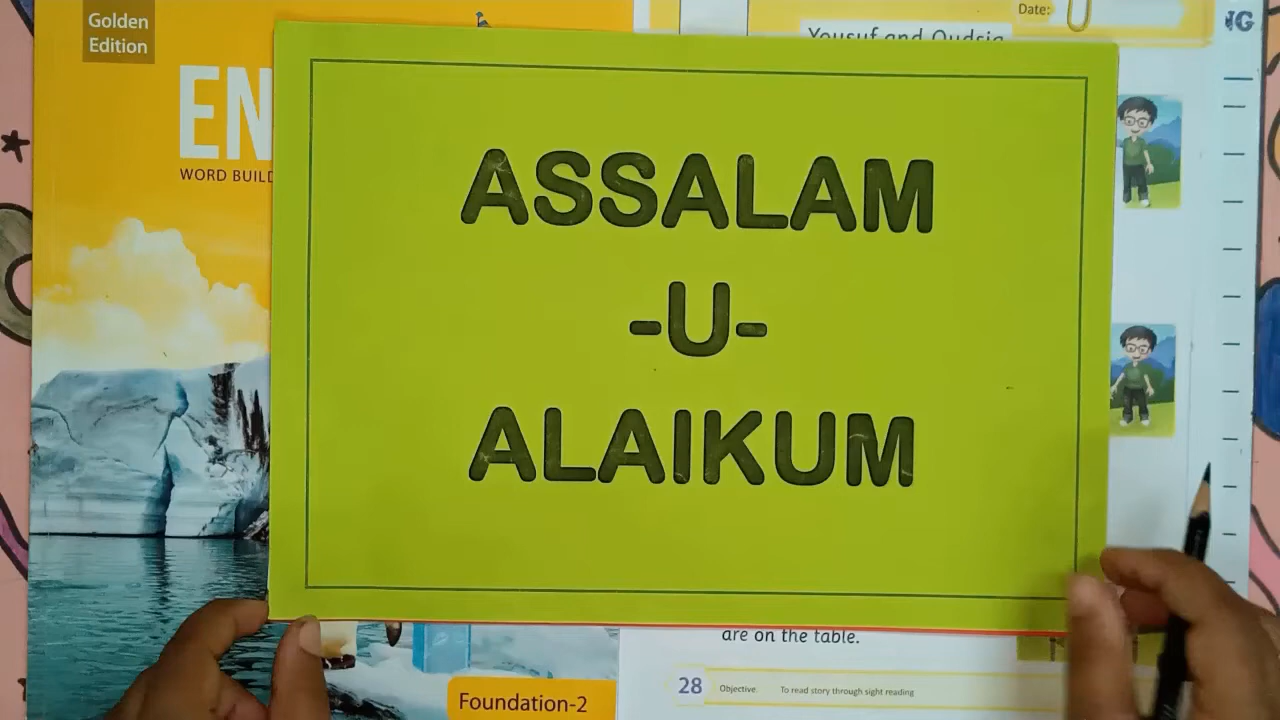 Golden
Edition
EN
WORD BUILD
Date:
Yousuf and Qudsia
ASSALAM
-U-
ALAIKUM
are on the table.
28 Objective. To read story through sight reading
Foundation-2